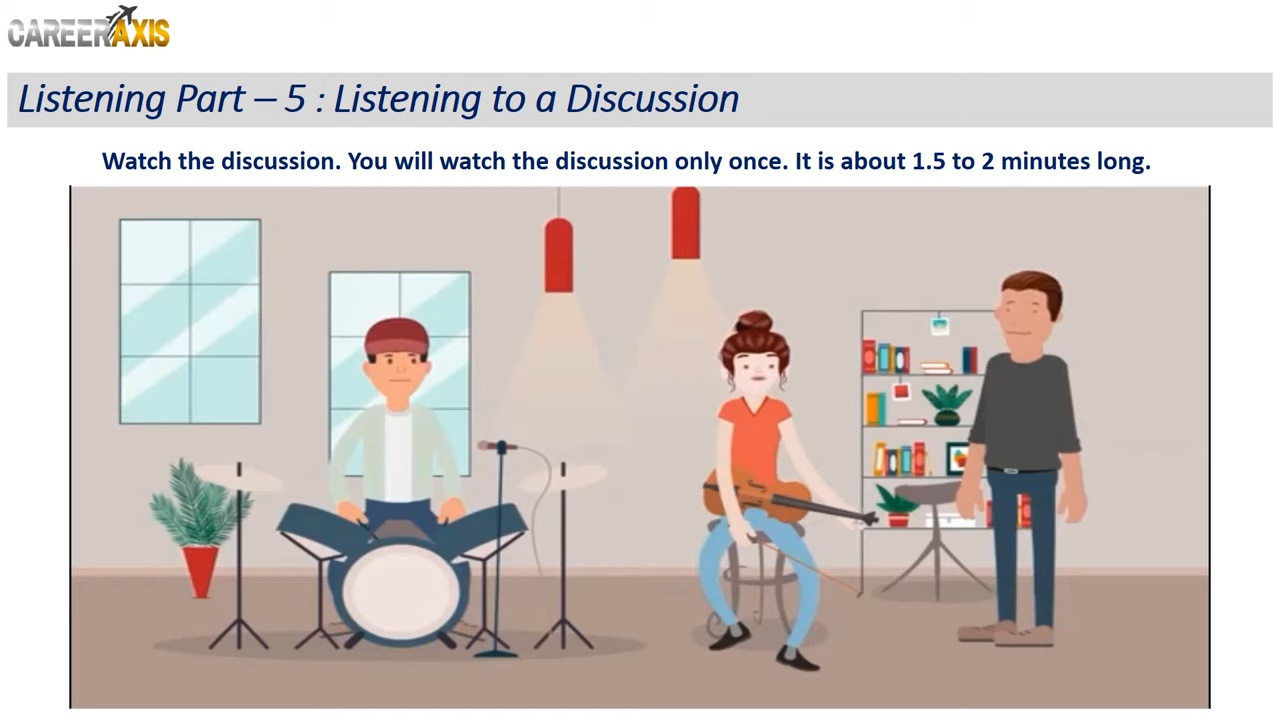 CAREERAXIS
Listening Part – 5 : Listening to a Discussion
Watch the discussion. You will watch the discussion only once. It is about 1.5 to 2 minutes long.